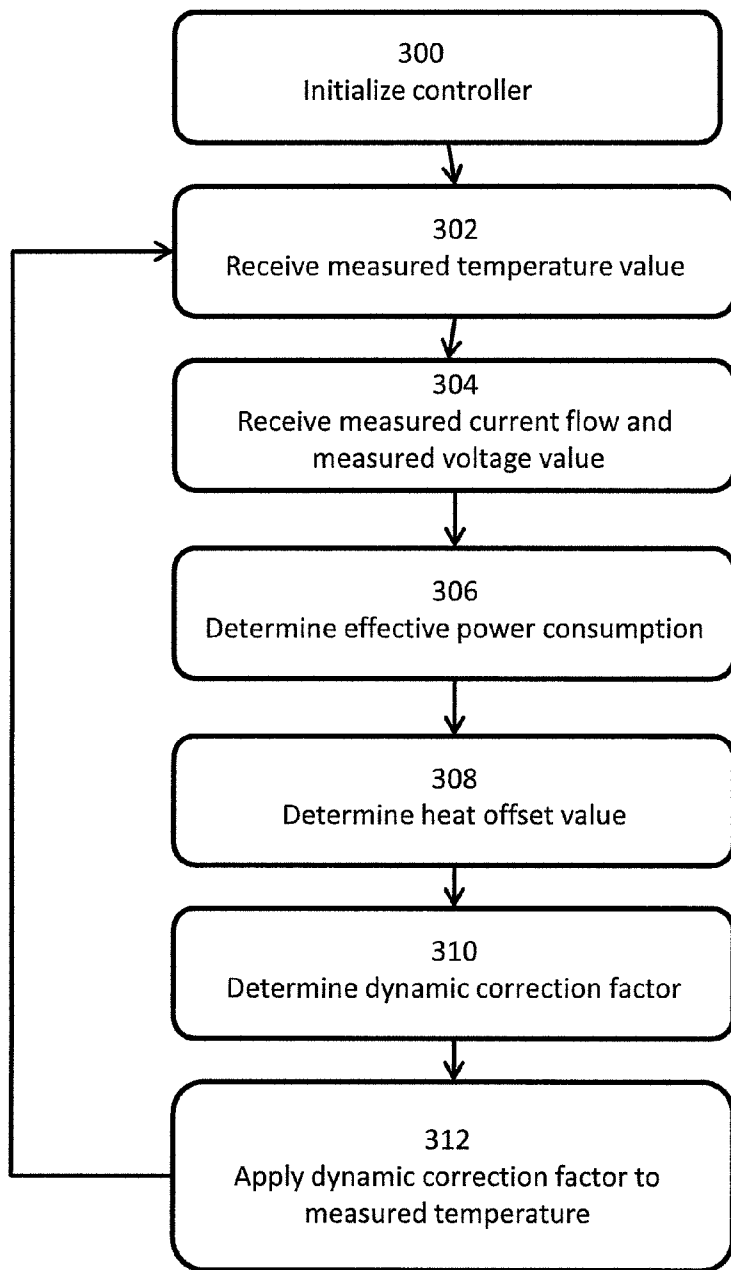 300
Initialize controller
302
Receive measured temperature value
304
Receive measured current flow and
measured voltage value
306
Determine effective power consumption
308
Determine heat offset value
310
Determine dynamic correction factor
312
Apply dynamic correction factor to
measured temperature